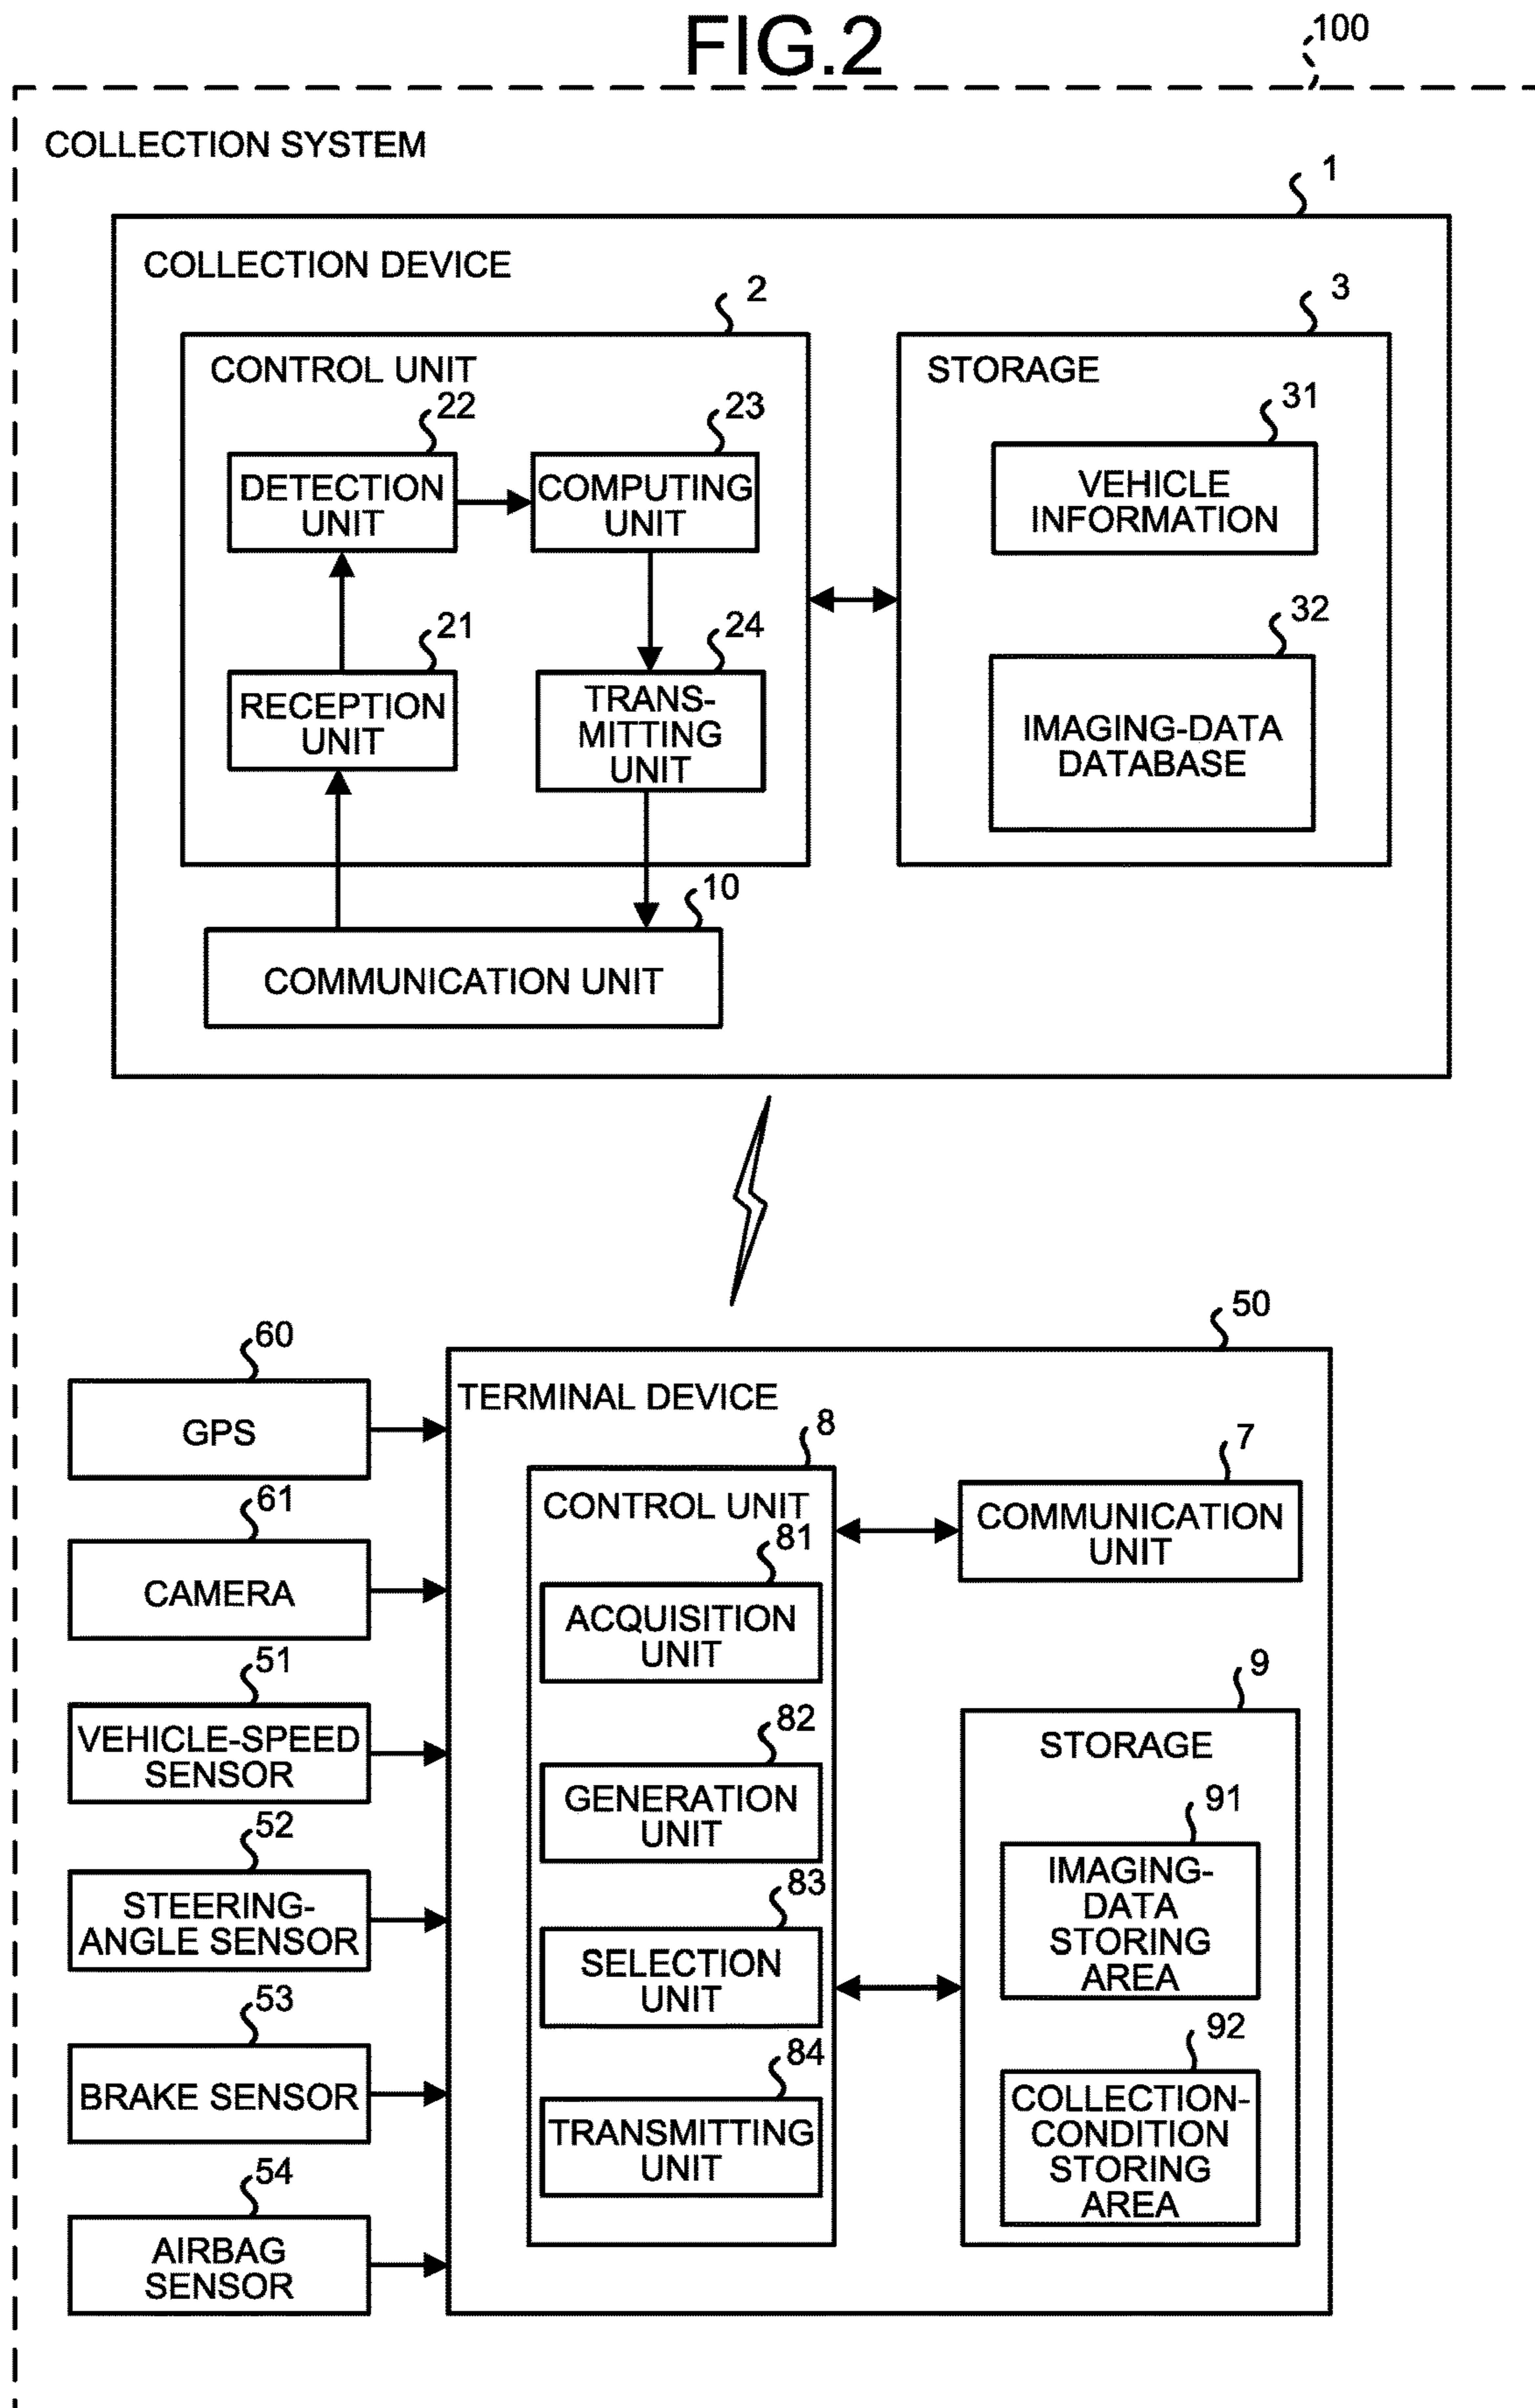 FIG.2
100
COLLECTION SYSTEM
1
COLLECTION DEVICE
2
3
CONTROL UNIT
STORAGE
22
23
31
DETECTION
UNIT
COMPUTING
UNIT
VEHICLE
INFORMATION
21
24
32
RECEPTION
UNIT
TRANS-
MITTING
UNIT
IMAGING-DATA
DATABASE
10
COMMUNICATION UNIT
50
60
GPS
TERMINAL DEVICE
8
7
CONTROL UNIT
COMMUNICATION
UNIT
61
CAMERA
81
ACQUISITION
UNIT
51
VEHICLE-SPEED
SENSOR
9
STORAGE
82
GENERATION
UNIT
91
IMAGING-
DATA
STORING
AREA
52
STEERING-
ANGLE SENSOR
83
SELECTION
UNIT
53
BRAKE SENSOR
84
TRANSMITTING
UNIT
92
COLLECTION-
CONDITION
STORING
AREA
54
AIRBAG
SENSOR